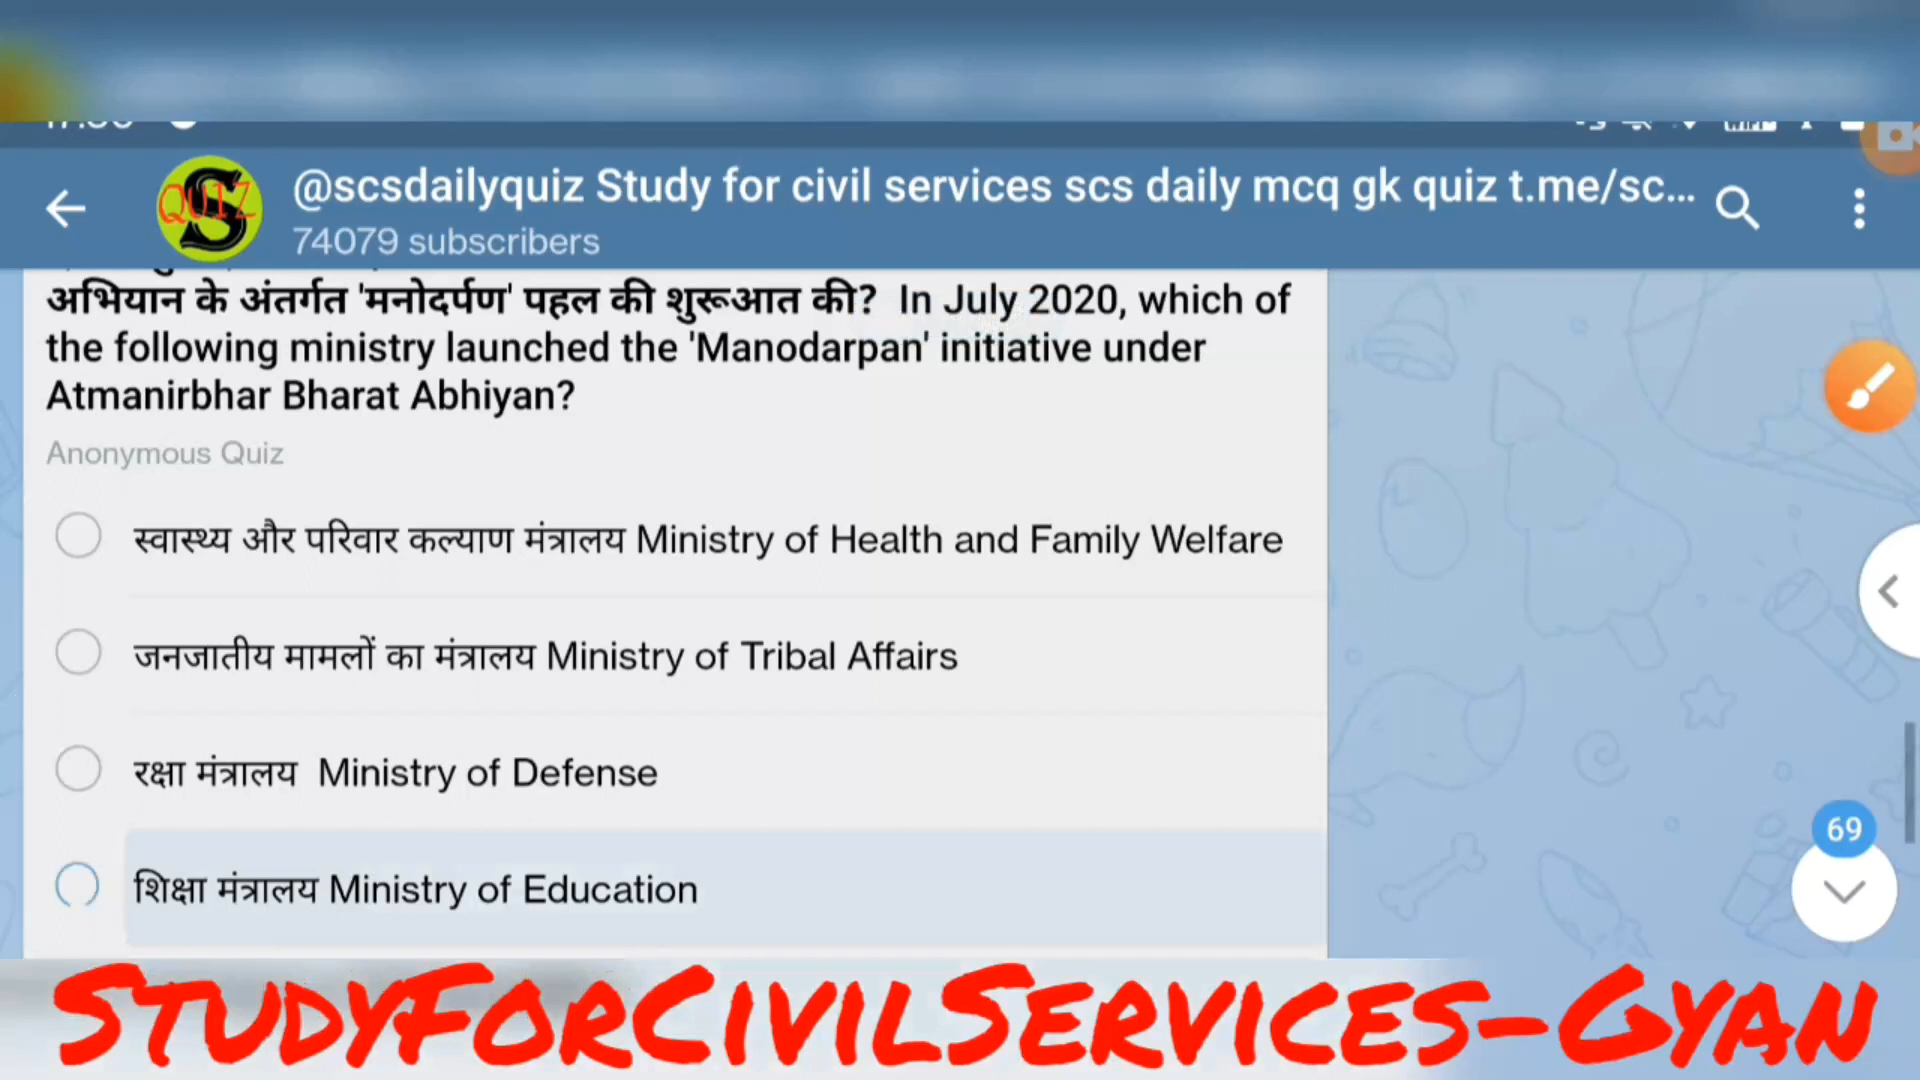 @scsdailyquiz Study for civil services scs daily mcq gk quiz t.me/sc...
QUIZ S
74079 subscribers
अभियान के अंतर्गत 'मनोदर्पण' पहल की शुरूआत की? In July 2020, which of
the following ministry launched the 'Manodarpan' initiative under
Atmanirbhar Bharat Abhiyan?
Anonymous Quiz
स्वास्थ्य और परिवार कल्याण मंत्रालय Ministry of Health and Family Welfare
जनजातीय मामलों का मंत्रालय Ministry of Tribal Affairs
रक्षा मंत्रालय Ministry of Defense
69
शिक्षा मंत्रालय Ministry of Education
STUDYFORCIVILSERVICES-GYAN